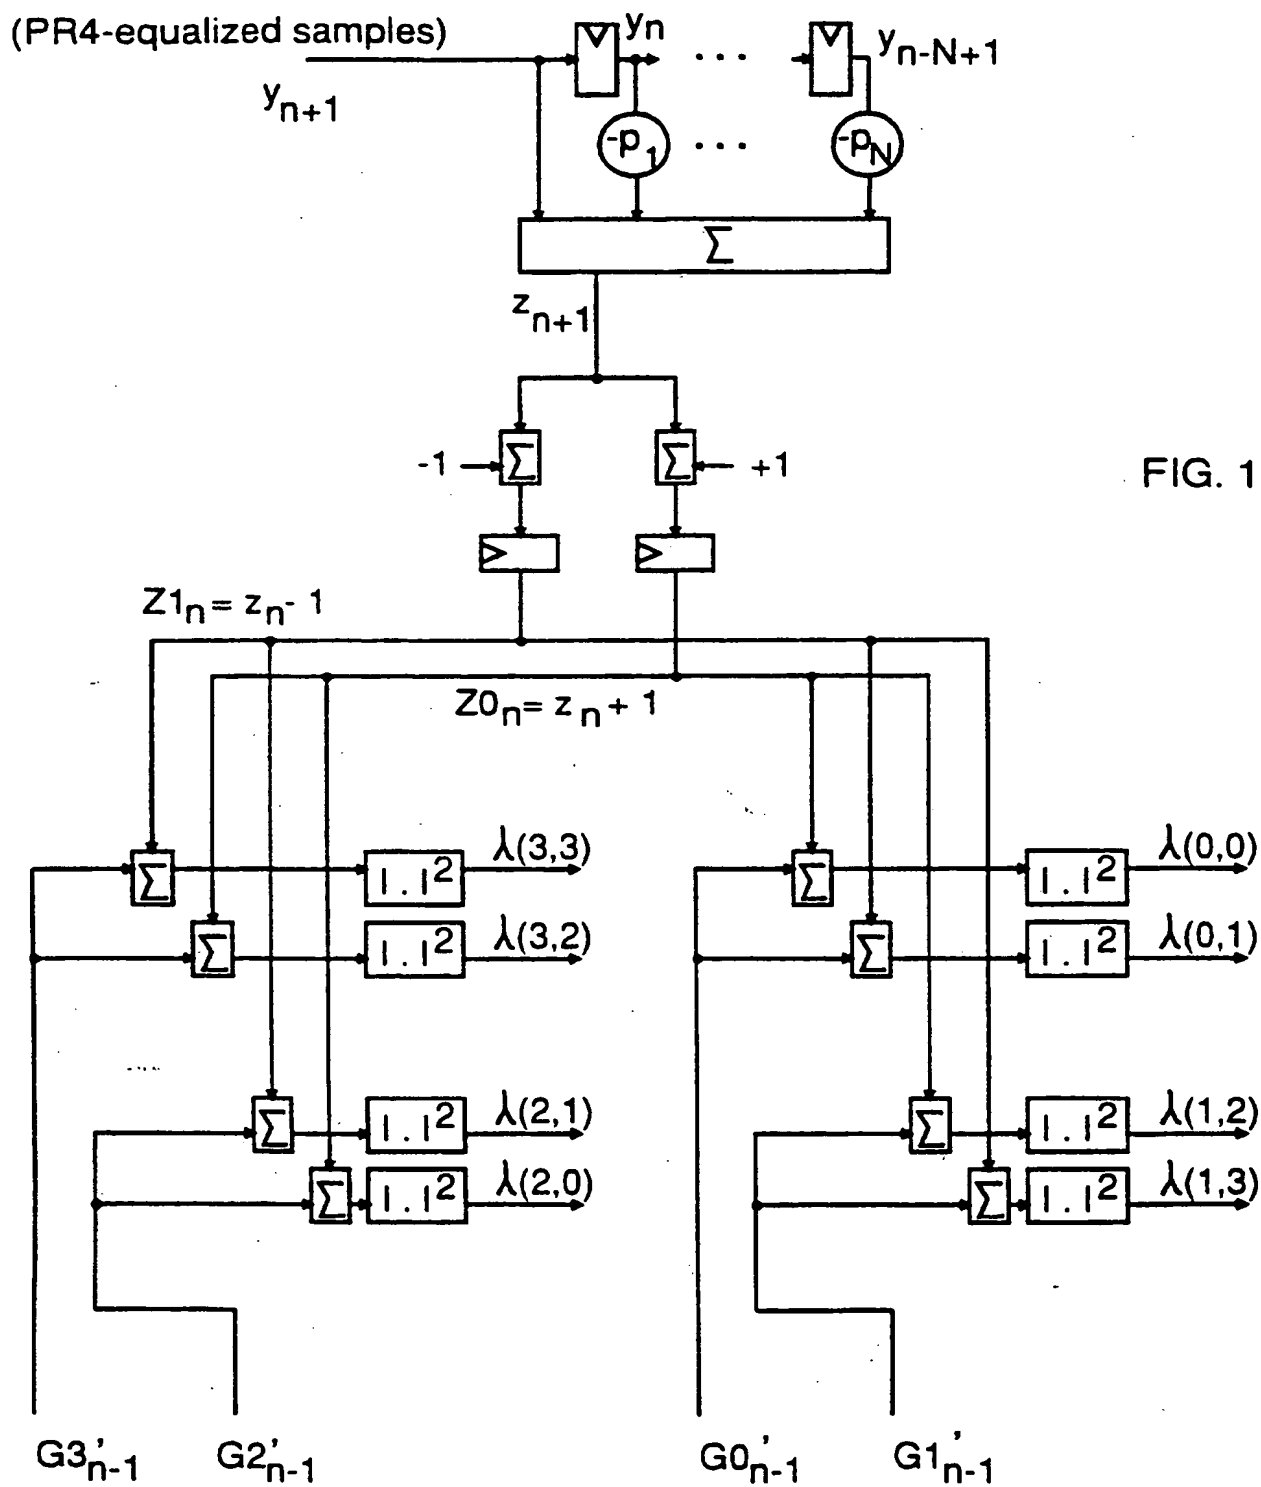 (PR4-equalized samples)
yn
yn-N+1
yn+1
-p1
-pN
Σ
zn+1
-1
Σ
Σ
+1
FIG. 1
Z1n = zn - 1
Z0n = zn + 1
Σ
| . |2
λ(3,3)
Σ
| . |2
λ(0,0)
Σ
| . |2
λ(3,2)
Σ
| . |2
λ(0,1)
Σ
| . |2
λ(2,1)
Σ
| . |2
λ(1,2)
Σ
| . |2
λ(2,0)
Σ
| . |2
λ(1,3)
G3'n-1
G2'n-1
G0'n-1
G1'n-1